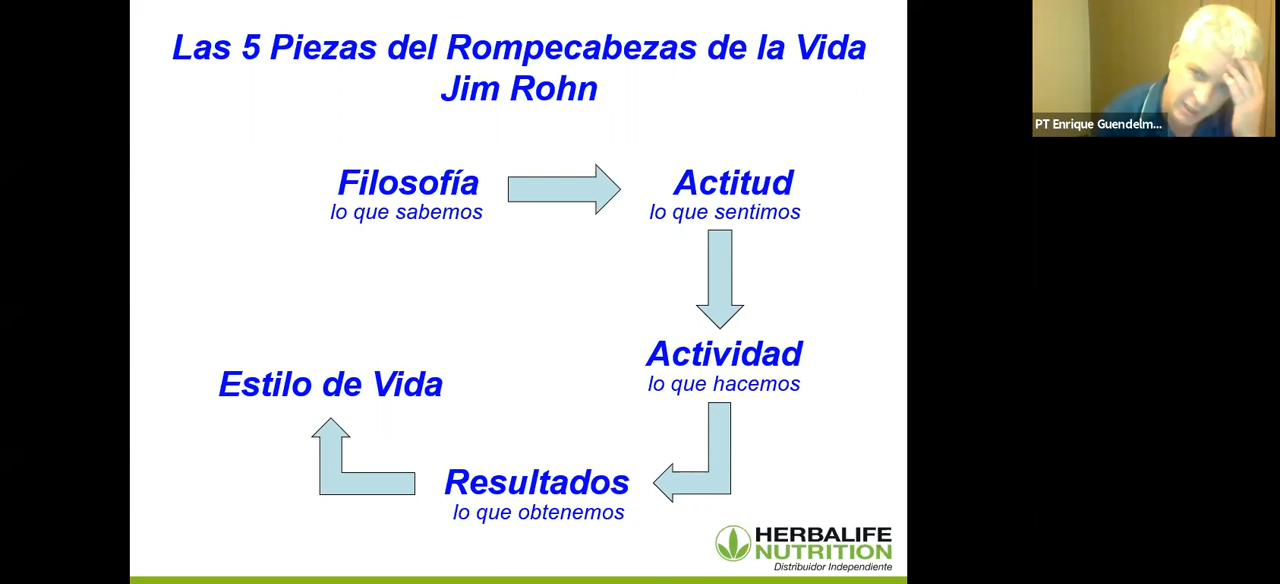 Las 5 Piezas del Rompecabezas de la Vida
Jim Rohn
PT Enrique Guendelm...
Filosofía
lo que sabemos
Actitud
lo que sentimos
Actividad
lo que hacemos
Estilo de Vida
Resultados
lo que obtenemos
HERBALIFE
NUTRITION
Distribuidor Independiente